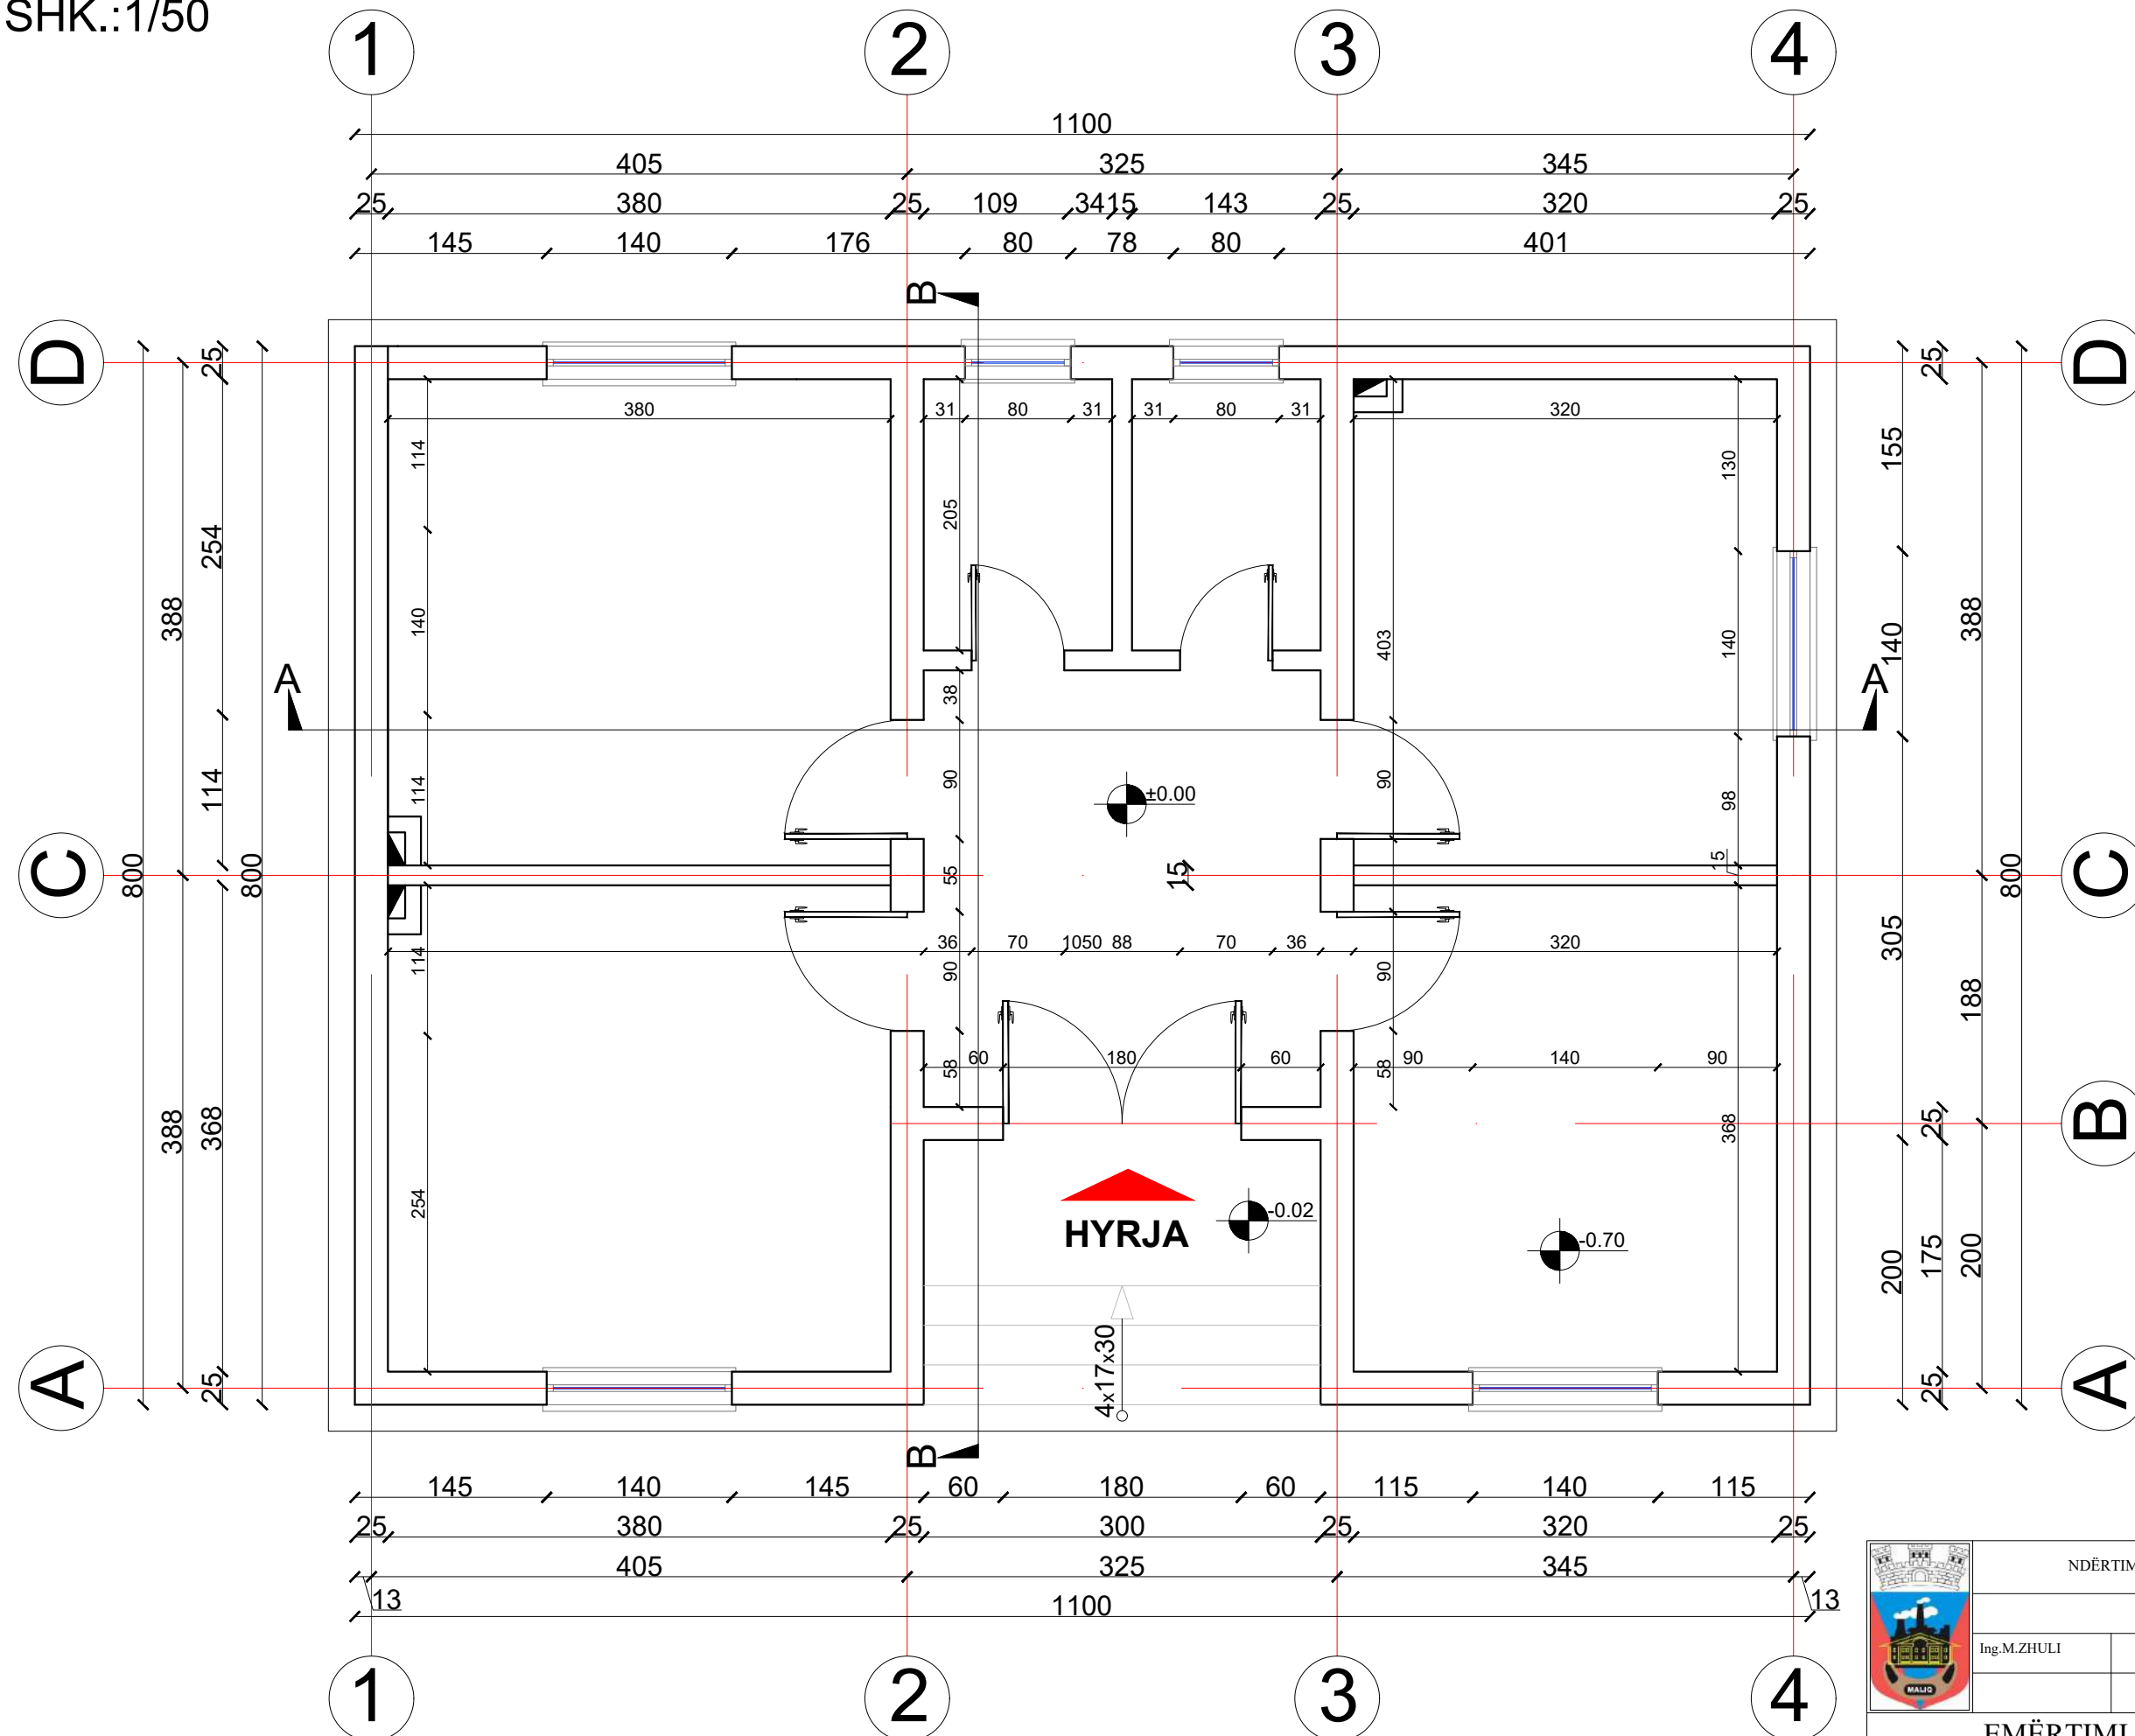 SHK.:1/50
1 2 3 4
1100
405 325 345
25 380 25 109 34 15 143 25 320 25
145 140 176 80 78 80 401
B
D 25 25 D
380 31 80 31 31 80 31 320
114 130 155
254 205
388 140 403 140 140 388
A 38 A
±0.00
114 114 90 90 98
C 800 800 55 15 15 800 C
36 70 1050 88 70 36 320
114 90 90 305
188
60 180 60 90 140 90
58 58
388 368 368 25 B
254 HYRJA -0.02
-0.70
200 175 200
4x17x30
A 25 25 A
B
145 140 145 60 180 60 115 140 115
25 380 25 300 25 320 25
405 325 345
13 1100 13
1 2 3 4
NDËRTIM
Ing.M.ZHULI
MALIQ
EMËRTIMI